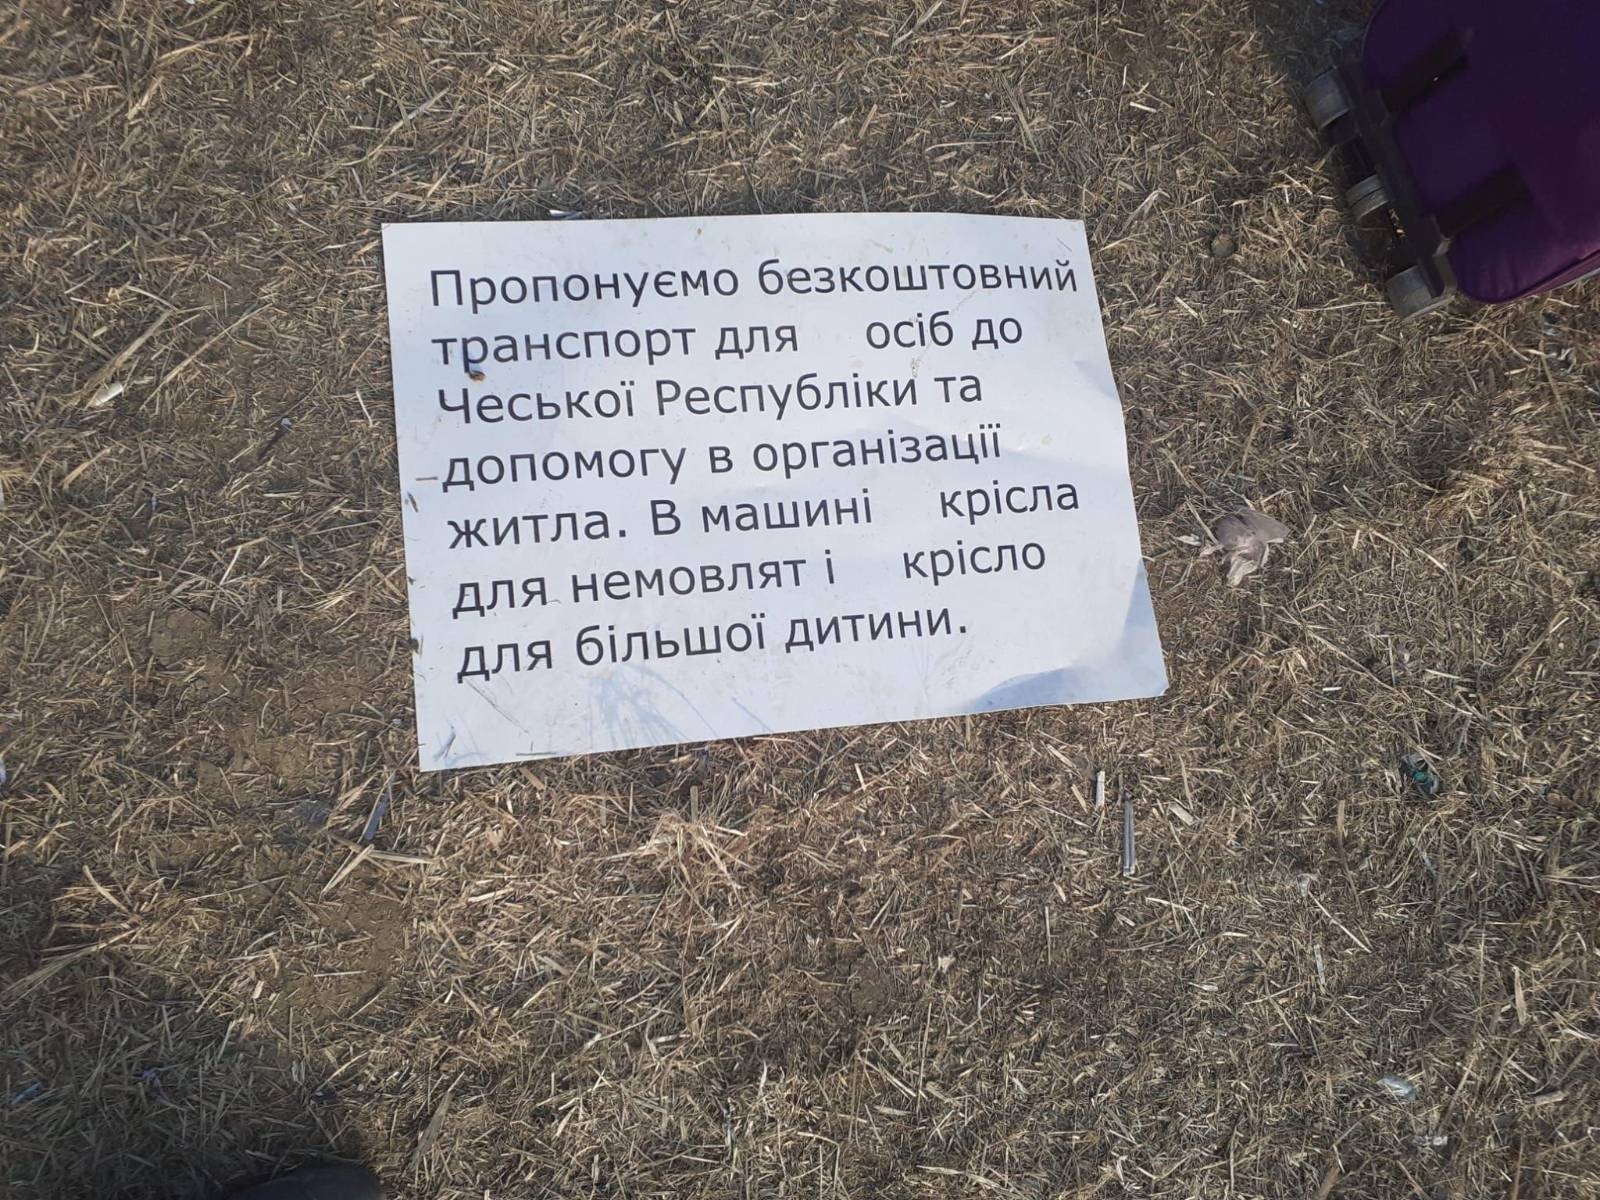 Пропонуємо безкоштовний
транспорт для осіб до
Чеської Республіки та
допомогу в організації
житла. В машині крісла
для немовлят і крісло
для більшої дитини.